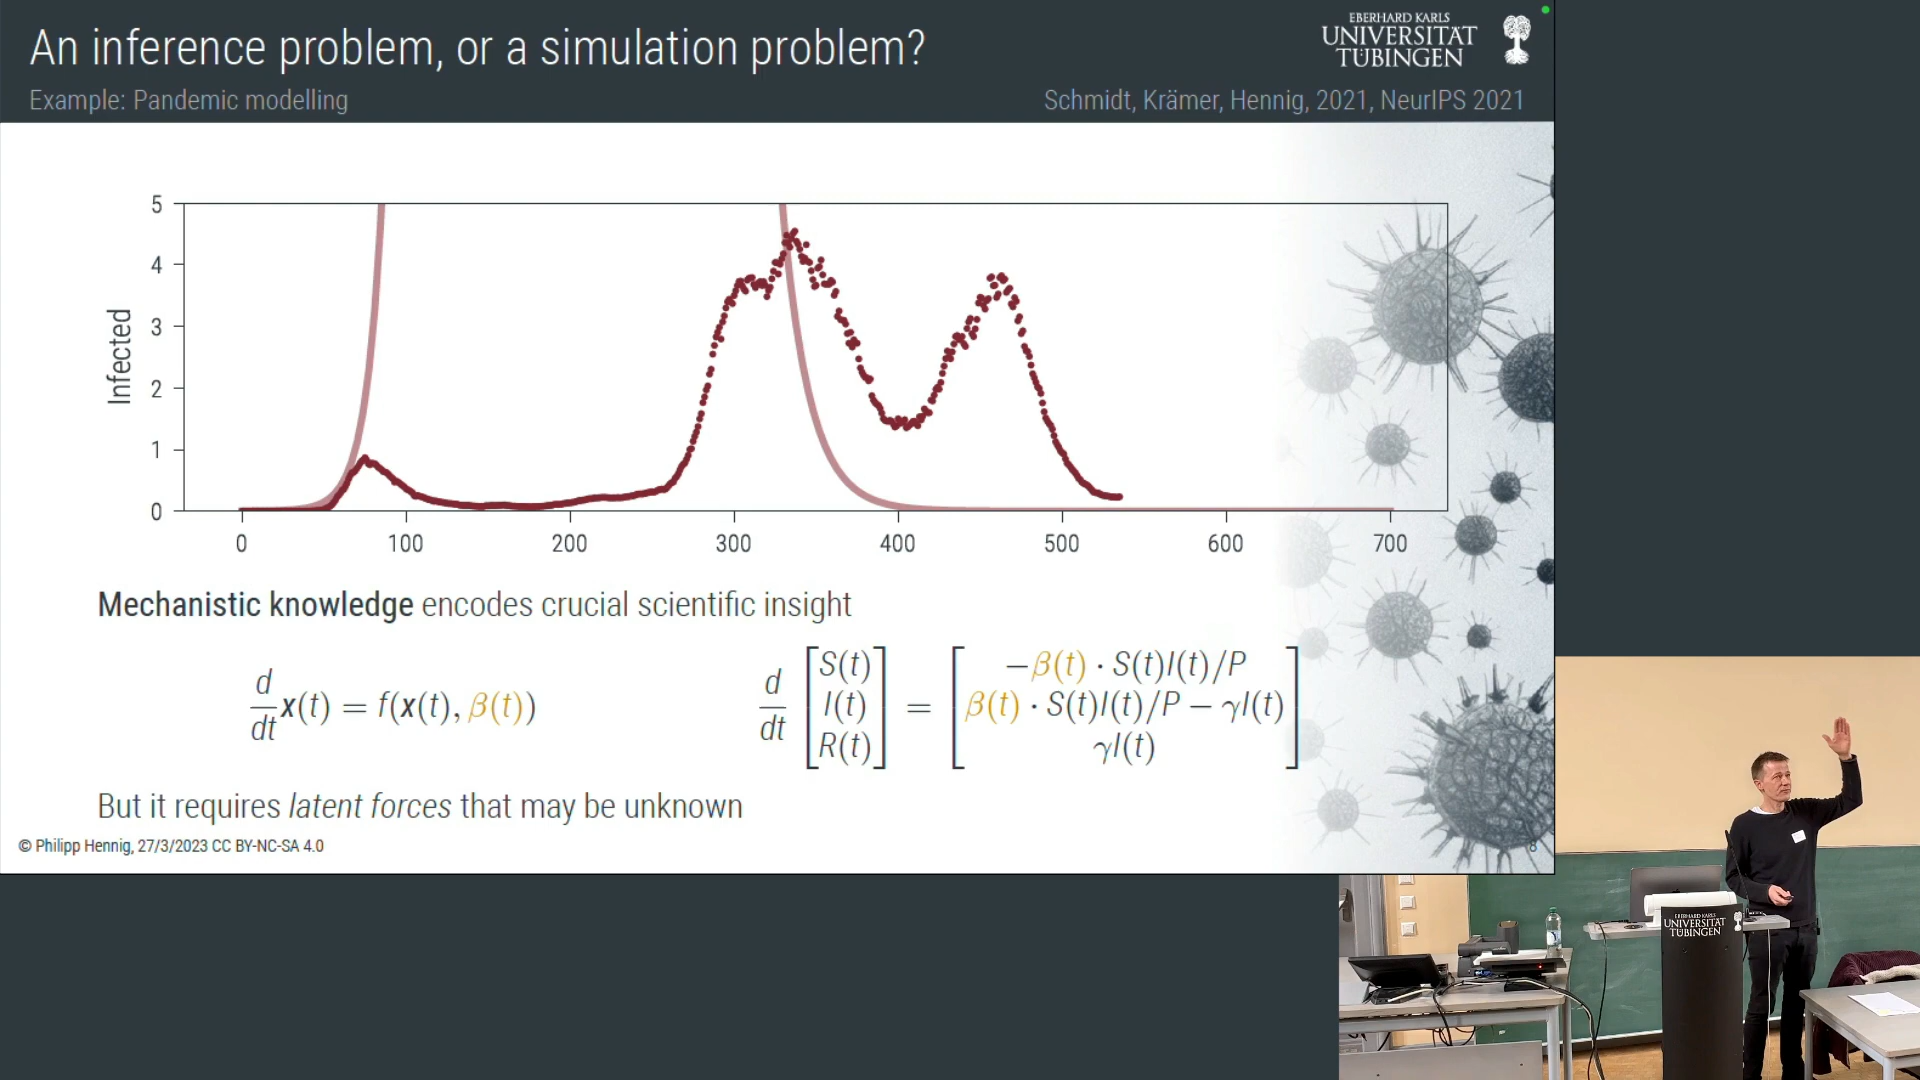 An inference problem, or a simulation problem?
Example: Pandemic modelling
Schmidt, Krämer, Hennig, 2021, NeurIPS 2021
EBERHARD KARLS
UNIVERSITÄT
TÜBINGEN
5
4
3
2
1
0
Infected
0 100 200 300 400 500 600 700
Mechanistic knowledge encodes crucial scientific insight
d/dt x(t) = f(x(t), β(t))
d/dt [S(t) I(t) R(t)] = [−β(t) · S(t)I(t)/P
β(t) · S(t)I(t)/P − γI(t)
γI(t)]
But it requires latent forces that may be unknown
© Philipp Hennig, 27/3/2023 CC BY-NC-SA 4.0
8
EBERHARD KARLS
UNIVERSITÄT
TÜBINGEN